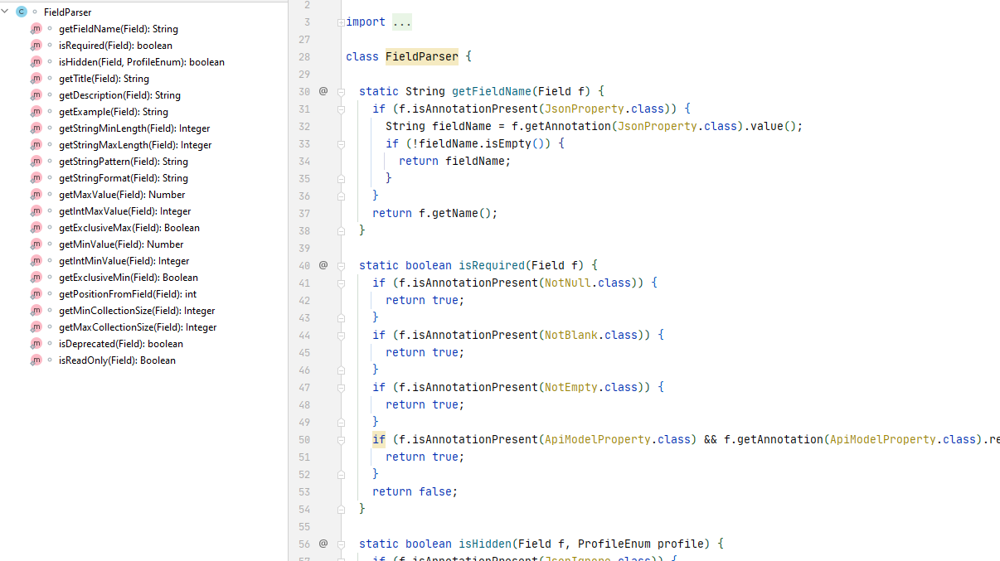 FieldParser
getFieldName(Field): String
isRequired(Field): boolean
isHidden(Field, ProfileEnum): boolean
getTitle(Field): String
getDescription(Field): String
getExample(Field): String
getStringMinLength(Field): Integer
getStringMaxLength(Field): Integer
getStringPattern(Field): String
getStringFormat(Field): String
getMaxValue(Field): Number
getIntMaxValue(Field): Integer
getExclusiveMax(Field): Boolean
getMinValue(Field): Number
getIntMinValue(Field): Integer
getExclusiveMin(Field): Boolean
getPositionFromField(Field): int
getMinCollectionSize(Field): Integer
getMaxCollectionSize(Field): Integer
isDeprecated(Field): boolean
isReadOnly(Field): Boolean
2
3 import ...
27
28 class FieldParser {
29
30 @ static String getFieldName(Field f) {
31 if (f.isAnnotationPresent(JsonProperty.class)) {
32 String fieldName = f.getAnnotation(JsonProperty.class).value();
33 if (!fieldName.isEmpty()) {
34 return fieldName;
35 }
36 }
37 return f.getName();
38 }
39
40 @ static boolean isRequired(Field f) {
41 if (f.isAnnotationPresent(NotNull.class)) {
42 return true;
43 }
44 if (f.isAnnotationPresent(NotBlank.class)) {
45 return true;
46 }
47 if (f.isAnnotationPresent(NotEmpty.class)) {
48 return true;
49 }
50 if (f.isAnnotationPresent(ApiModelProperty.class) && f.getAnnotation(ApiModelProperty.class).re
51 return true;
52 }
53 return false;
54 }
55
56 @ static boolean isHidden(Field f, ProfileEnum profile) {
57 if (f.isAnnotationPresent(JsonIgnore.class)) {